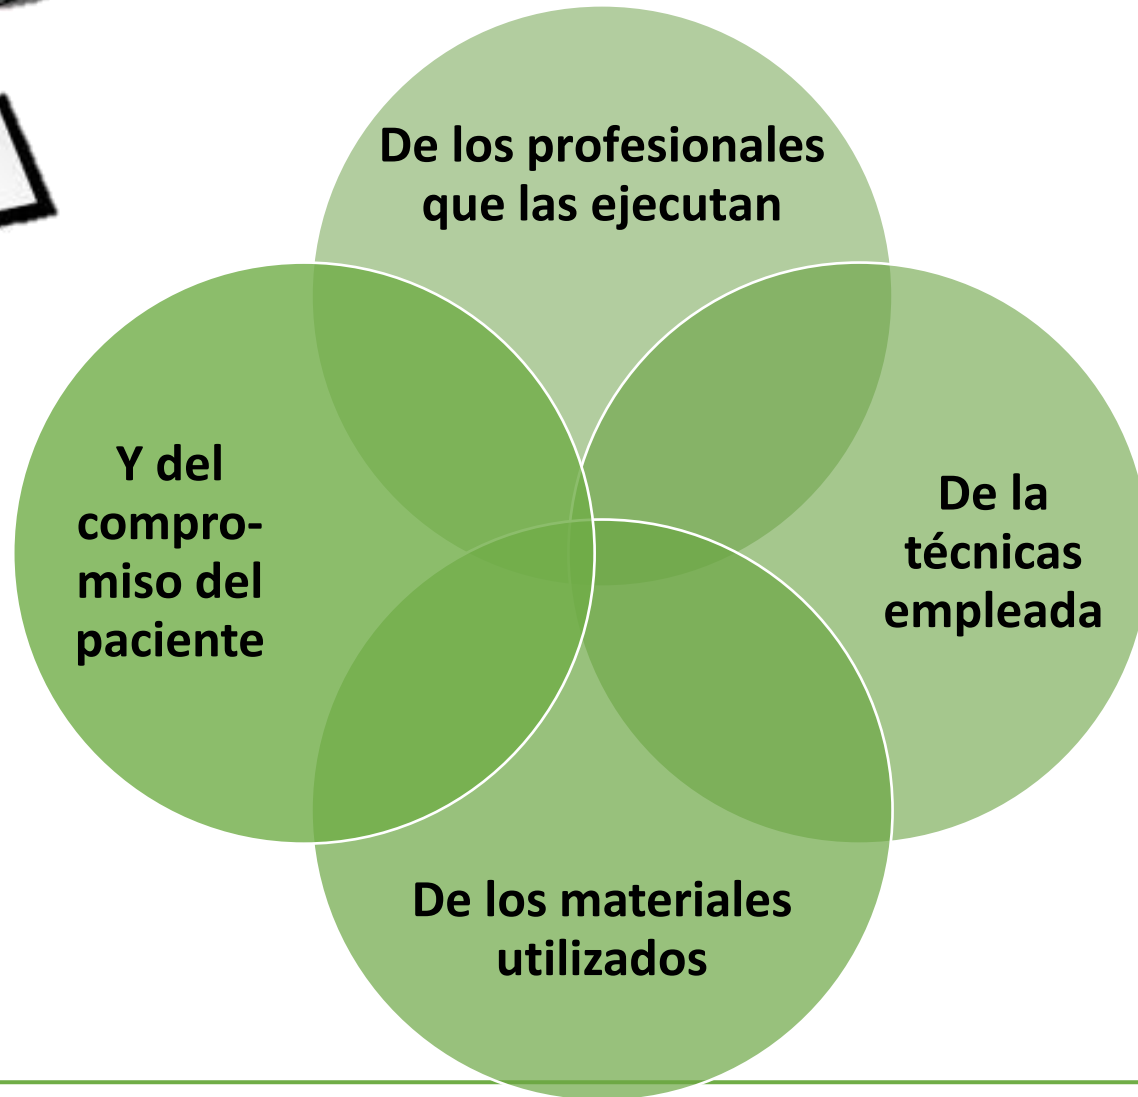 De los profesionales
que las ejecutan
Y del
compro-
miso del
paciente
De la
técnicas
empleada
De los materiales
utilizados